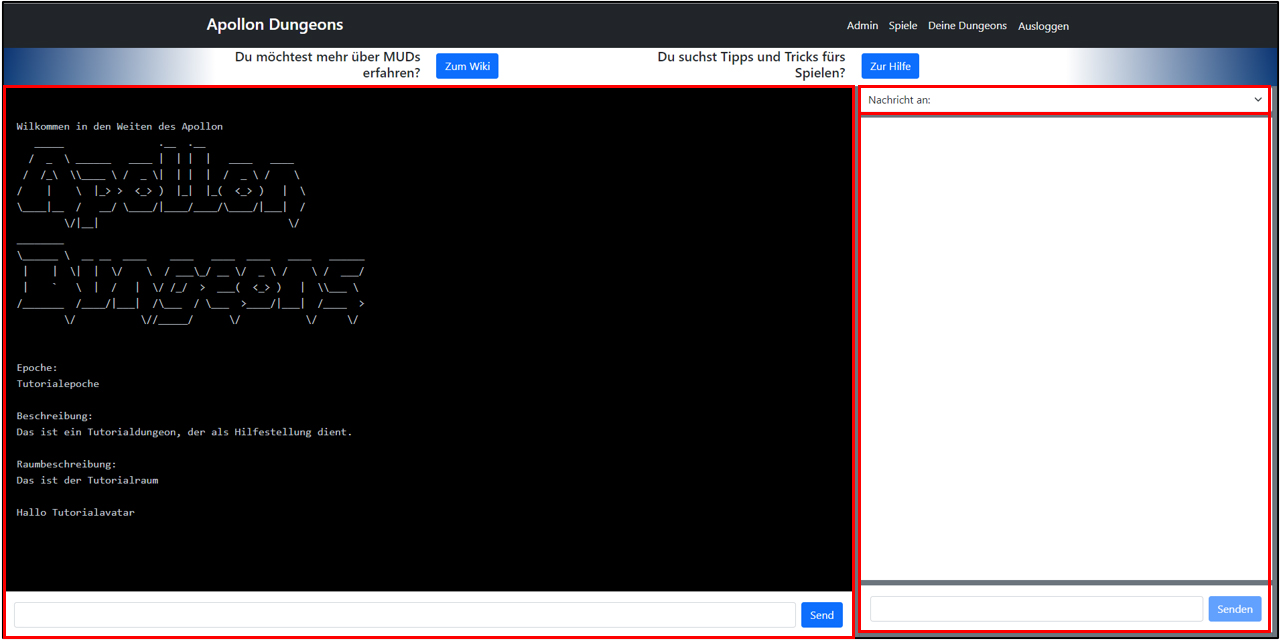 Apollon Dungeons
Admin Spiele Deine Dungeons Ausloggen
Du möchtest mehr über MUDs
erfahren?
Zum Wiki
Du suchst Tipps und Tricks fürs
Spielen?
Zur Hilfe
Wilkommen in den Weiten des Apollon
Apollon
Dungeons
Epoche:
Tutorialepoche
Beschreibung:
Das ist ein Tutorialdungeon, der als Hilfestellung dient.
Raumbeschreibung:
Das ist der Tutorialraum
Hallo Tutorialavatar
Send
Nachricht an:
Senden